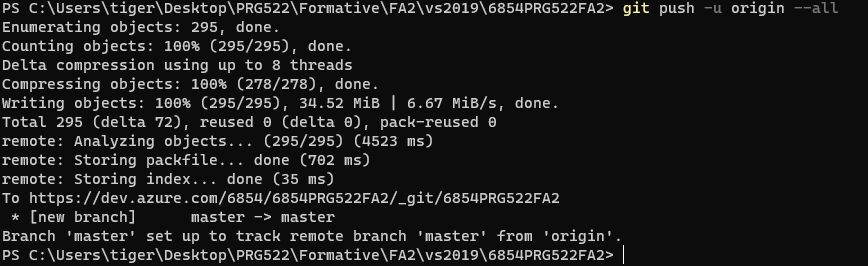 PS C:\Users\tiger\Desktop\PRG522\Formative\FA2\vs2019\6854PRG522FA2> git push -u origin --all
Enumerating objects: 295, done.
Counting objects: 100% (295/295), done.
Delta compression using up to 8 threads
Compressing objects: 100% (278/278), done.
Writing objects: 100% (295/295), 34.52 MiB | 6.67 MiB/s, done.
Total 295 (delta 72), reused 0 (delta 0), pack-reused 0
remote: Analyzing objects... (295/295) (4523 ms)
remote: Storing packfile... done (702 ms)
remote: Storing index... done (35 ms)
To https://dev.azure.com/6854/6854PRG522FA2/_git/6854PRG522FA2
 * [new branch]      master -> master
Branch 'master' set up to track remote branch 'master' from 'origin'.
PS C:\Users\tiger\Desktop\PRG522\Formative\FA2\vs2019\6854PRG522FA2>